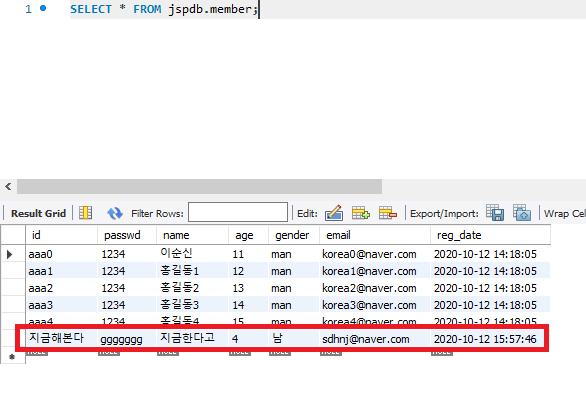 1 SELECT * FROM jspdb.member;
Result Grid Filter Rows: Edit: Export/Import: Wrap Cel
id passwd name age gender email reg_date
aaa0 1234 이순신 11 man korea0@naver.com 2020-10-12 14:18:05
aaa1 1234 홍길동1 12 man korea1@naver.com 2020-10-12 14:18:05
aaa2 1234 홍길동2 13 man korea2@naver.com 2020-10-12 14:18:05
aaa3 1234 홍길동3 14 man korea3@naver.com 2020-10-12 14:18:05
aaa4 1234 홍길동4 15 man korea4@naver.com 2020-10-12 14:18:05
지금해본다 ggggggg 지금한다고 4 남 sdhnj@naver.com 2020-10-12 15:57:46
NULL NULL NULL NULL NULL NULL NULL